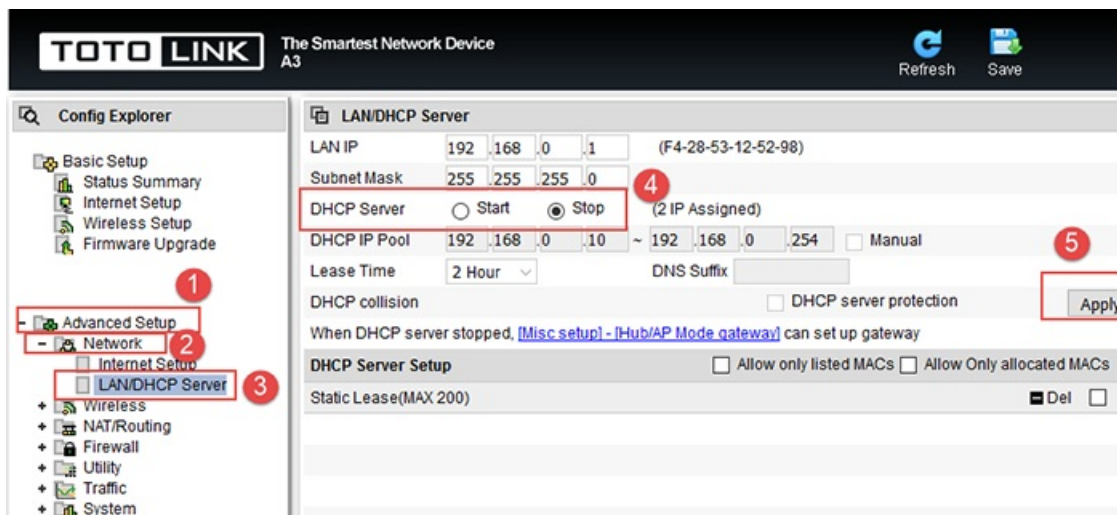 TOTO LINK
The Smartest Network Device
A3
Refresh
Save
Config Explorer
Basic Setup
Status Summary
Internet Setup
Wireless Setup
Firmware Upgrade
1
Advanced Setup
Network
2
Internet Setup
LAN/DHCP Server
3
Wireless
NAT/Routing
Firewall
Utility
Traffic
System
LAN/DHCP Server
LAN IP 192 .168 .0 .1 (F4-28-53-12-52-98)
Subnet Mask 255 .255 .255 .0
4
DHCP Server Start Stop (2 IP Assigned)
DHCP IP Pool 192 .168 .0 .10 ~ 192 .168 .0 .254 Manual
5
Lease Time 2 Hour DNS Suffix
DHCP collision DHCP server protection Apply
When DHCP server stopped, [Misc setup] - [Hub/AP Mode gateway] can set up gateway
DHCP Server Setup Allow only listed MACs Allow Only allocated MACs
Static Lease(MAX 200) Del